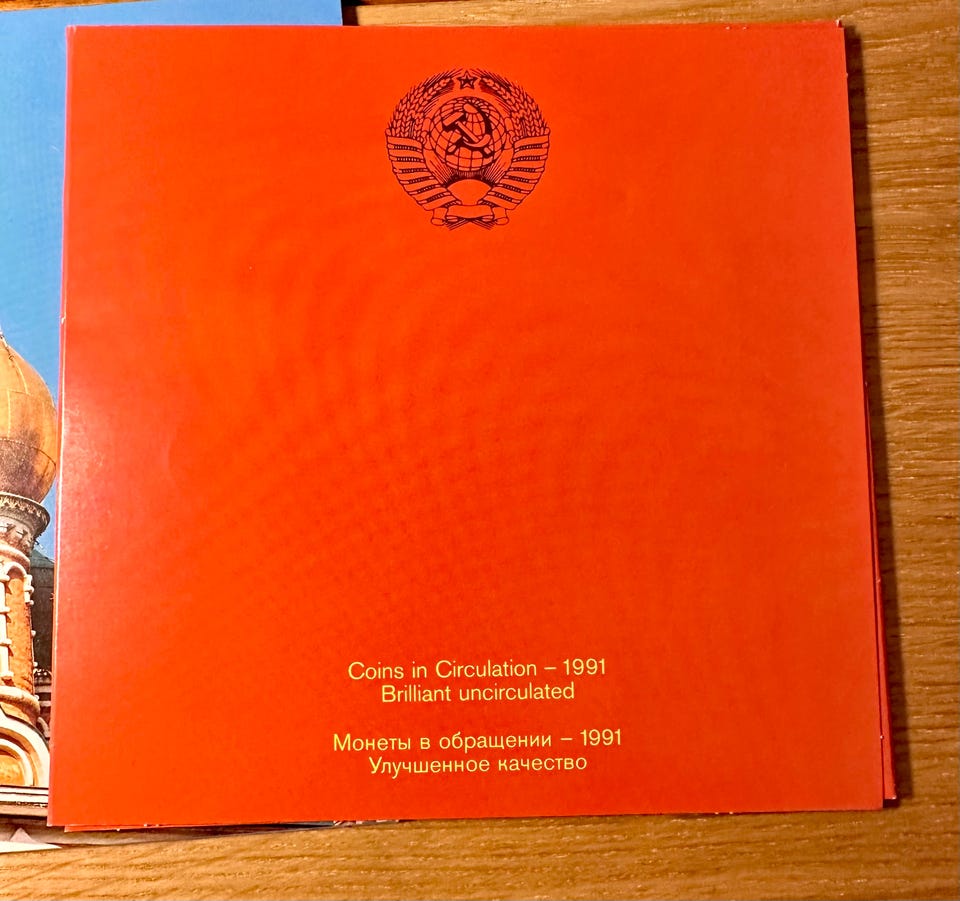 Coins in Circulation – 1991
Brilliant uncirculated
Монеты в обращении – 1991
Улучшенное качество